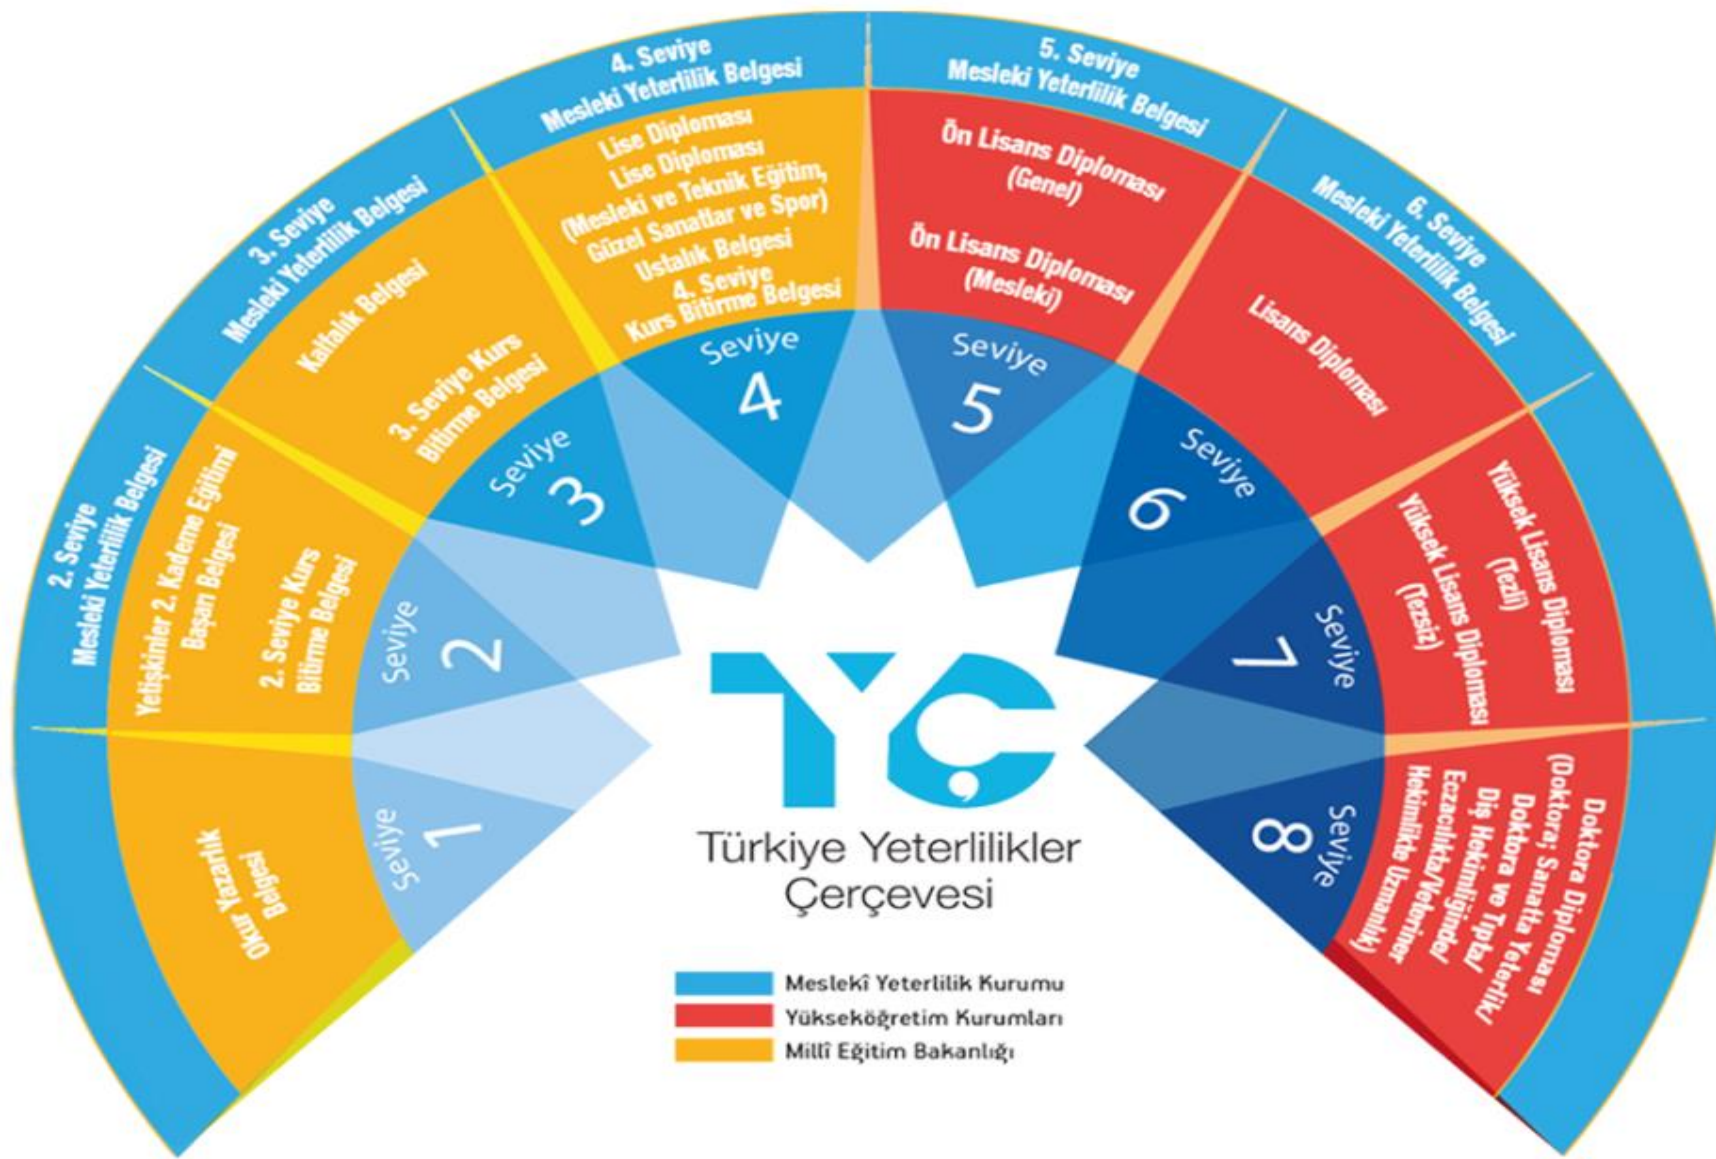 2. Seviye
Mesleki Yeterlilik Belgesi
3. Seviye
Mesleki Yeterlilik Belgesi
4. Seviye
Mesleki Yeterlilik Belgesi
5. Seviye
Mesleki Yeterlilik Belgesi
6. Seviye
Mesleki Yeterlilik Belgesi
Okur Yazarlık
Belgesi
Yetişkinler 2. Kademe Eğitimi
Başarı Belgesi
2. Seviye Kurs
Bitirme Belgesi
Kalfalık Belgesi
3. Seviye Kurs
Bitirme Belgesi
Lise Diploması
Lise Diploması
(Mesleki ve Teknik Eğitim,
Güzel Sanatlar ve Spor)
Ustalık Belgesi
4. Seviye
Kurs Bitirme Belgesi
Ön Lisans Diploması
(Genel)
Ön Lisans Diploması
(Mesleki)
Lisans Diploması
Yüksek Lisans Diploması
(Tezli)
Yüksek Lisans Diploması
(Tezsiz)
Doktora Diploması
(Doktora; Sanatta Yeterlik/
Doktora ve Tıpta/
Diş Hekimliğinde/
Eczacılıkta/Veteriner
Hekimlikte Uzmanlık)
Seviye
1
Seviye
2
Seviye
3
Seviye
4
Seviye
5
Seviye
6
Seviye
7
Seviye
8
TYÇ
Türkiye Yeterlilikler
Çerçevesi
Meslekî Yeterlilik Kurumu
Yükseköğretim Kurumları
Millî Eğitim Bakanlığı